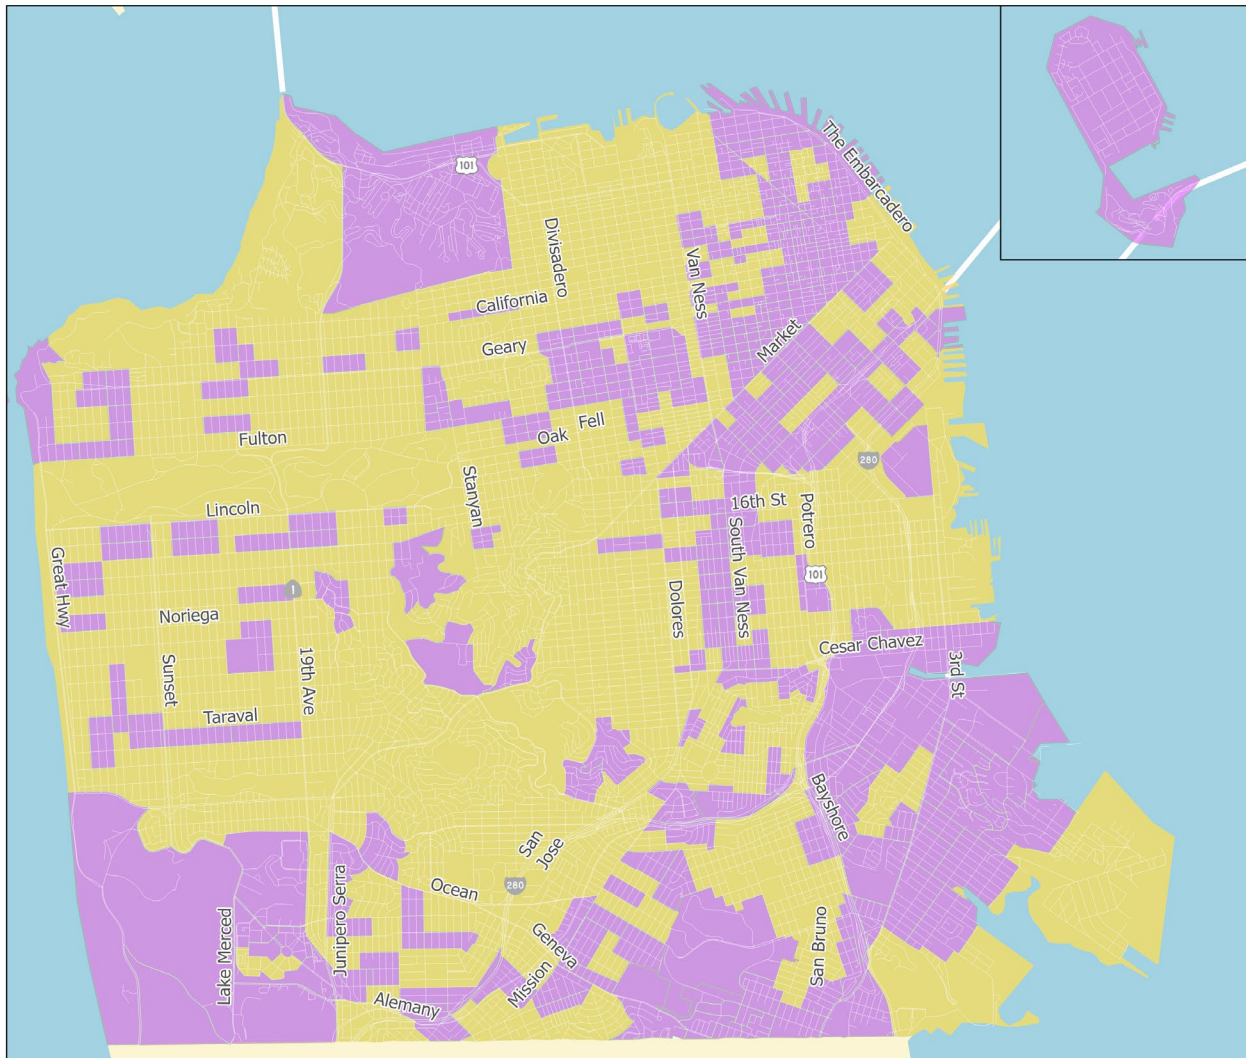 The Embarcadero
101
Divisadero
Van Ness
California
Market
Geary
Fell
Oak
Fulton
280
Stanyan
16th St
Potrero
Lincoln
South Van Ness
Great Hwy
101
1
Dolores
Noriega
Cesar Chavez
Sunset
19th Ave
3rd St
Taraval
Bayshore
San
Jose
Ocean
280
Junipero Serra
Lake Merced
Geneva
San Bruno
Mission
Alemany